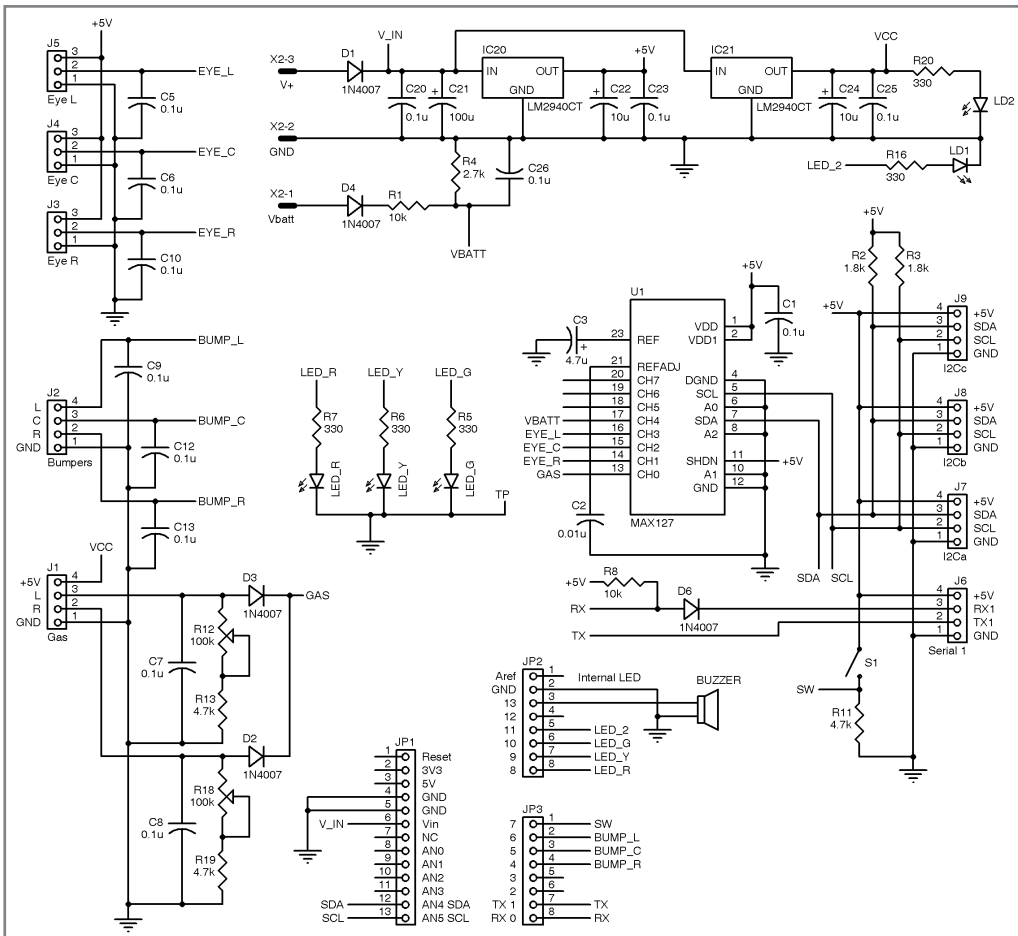 +5V
J5
3
2
1
Eye L
EYE_L
C5
0.1u
J4
3
2
1
Eye C
EYE_C
C6
0.1u
J3
3
2
1
Eye R
EYE_R
C10
0.1u
X2-3
V+
D1
1N4007
V_IN
C20
0.1u
+
C21
100u
IC20
IN
OUT
GND
LM2940CT
+5V
+
C22
10u
C23
0.1u
IC21
IN
OUT
GND
LM2940CT
VCC
+
C24
10u
C25
0.1u
R20
330
LD2
X2-2
GND
R4
2.7k
C26
0.1u
LED_2
R16
330
LD1
X2-1
Vbatt
D4
1N4007
R1
10k
VBATT
BUMP_L
C9
0.1u
J2
L
C
R
GND
4
3
2
1
Bumpers
BUMP_C
C12
0.1u
BUMP_R
C13
0.1u
LED_R
LED_Y
LED_G
R7
330
R6
330
R5
330
LED_R
LED_Y
LED_G
TP
U1
C3
4.7u
+
23
REF
21
REFADJ
20
CH7
19
CH6
18
CH5
VBATT
17
CH4
EYE_L
16
CH3
EYE_C
15
CH2
EYE_R
14
CH1
GAS
13
CH0
VDD
1
VDD1
2
DGND
4
SCL
5
A0
6
SDA
7
A2
8
SHDN
11
+5V
A1
10
GND
12
MAX127
C2
0.01u
+5V
C1
0.1u
+5V
R2
1.8k
R3
1.8k
+5V
J9
4
+5V
3
SDA
2
SCL
1
GND
I2Cc
J8
4
+5V
3
SDA
2
SCL
1
GND
I2Cb
J7
4
+5V
3
SDA
2
SCL
1
GND
I2Ca
SDA
SCL
+5V
R8
10k
RX
D6
1N4007
TX
J6
4
+5V
3
RX1
2
TX1
1
GND
Serial 1
S1
SW
R11
4.7k
VCC
J1
+5V
L
R
GND
4
3
2
1
Gas
D3
1N4007
GAS
R12
100k
C7
0.1u
R13
4.7k
D2
1N4007
R18
100k
C8
0.1u
R19
4.7k
JP1
1
Reset
2
3V3
3
5V
4
GND
5
GND
V_IN
6
Vin
7
NC
8
AN0
9
AN1
10
AN2
11
AN3
SDA
12
AN4 SDA
SCL
13
AN5 SCL
JP2
Aref
1
GND
2
13
3
12
4
11
5
LED_2
10
6
LED_G
9
7
LED_Y
8
8
LED_R
Internal LED
BUZZER
JP3
7
1
SW
6
2
BUMP_L
5
3
BUMP_C
4
4
BUMP_R
3
5
2
6
TX 1
7
TX
RX 0
8
RX